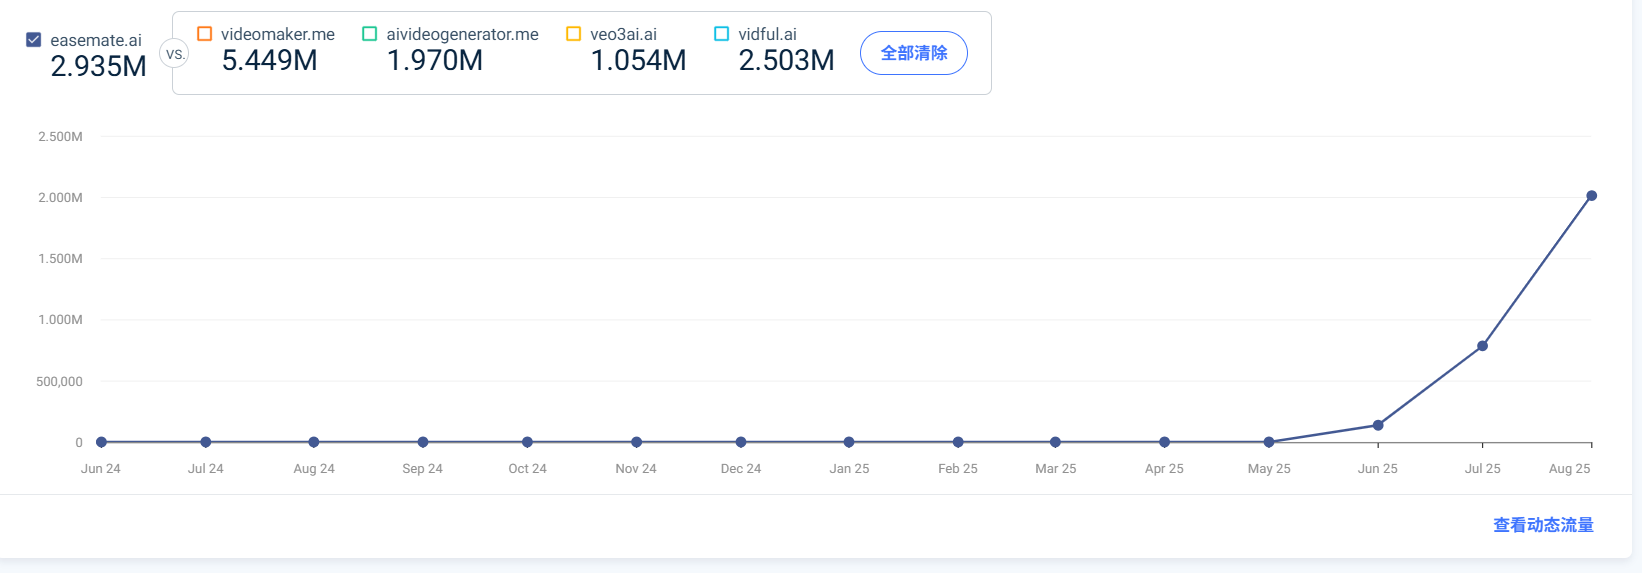 easemate.ai
2.935M
VS.
videomaker.me
5.449M
aivideogenerator.me
1.970M
veo3ai.ai
1.054M
vidful.ai
2.503M
全部清除
2.500M
2.000M
1.500M
1.000M
500,000
0
Jun 24 Jul 24 Aug 24 Sep 24 Oct 24 Nov 24 Dec 24 Jan 25 Feb 25 Mar 25 Apr 25 May 25 Jun 25 Jul 25 Aug 25
查看动态流量